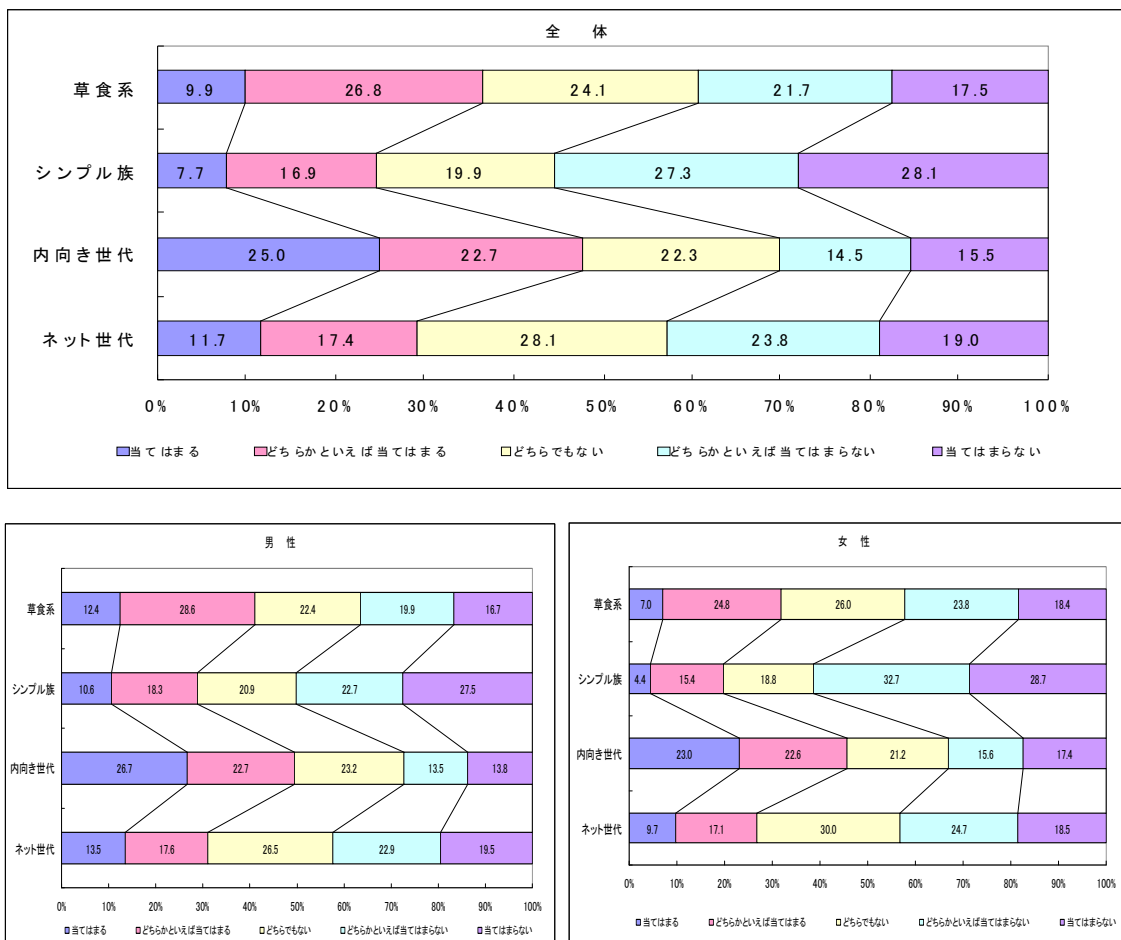 全 体
草食系 9.9 26.8 24.1 21.7 17.5
シンプル族 7.7 16.9 19.9 27.3 28.1
内向き世代 25.0 22.7 22.3 14.5 15.5
ネット世代 11.7 17.4 28.1 23.8 19.0
0% 10% 20% 30% 40% 50% 60% 70% 80% 90% 100%
当てはまる どちらかといえば当てはまる どちらでもない どちらかといえば当てはまらない 当てはまらない
男 性
草食系 12.4 28.6 22.4 19.9 16.7
シンプル族 10.6 18.3 20.9 22.7 27.5
内向き世代 26.7 22.7 23.2 13.5 13.8
ネット世代 13.5 17.6 26.5 22.9 19.5
0% 10% 20% 30% 40% 50% 60% 70% 80% 90% 100%
当てはまる どちらかといえば当てはまる どちらでもない どちらかといえば当てはまらない 当てはまらない
女 性
草食系 7.0 24.8 26.0 23.8 18.4
シンプル族 4.4 15.4 18.8 32.7 28.7
内向き世代 23.0 22.6 21.2 15.6 17.4
ネット世代 9.7 17.1 30.0 24.7 18.5
0% 10% 20% 30% 40% 50% 60% 70% 80% 90% 100%
当てはまる どちらかといえば当てはまる どちらでもない どちらかといえば当てはまらない 当てはまらない